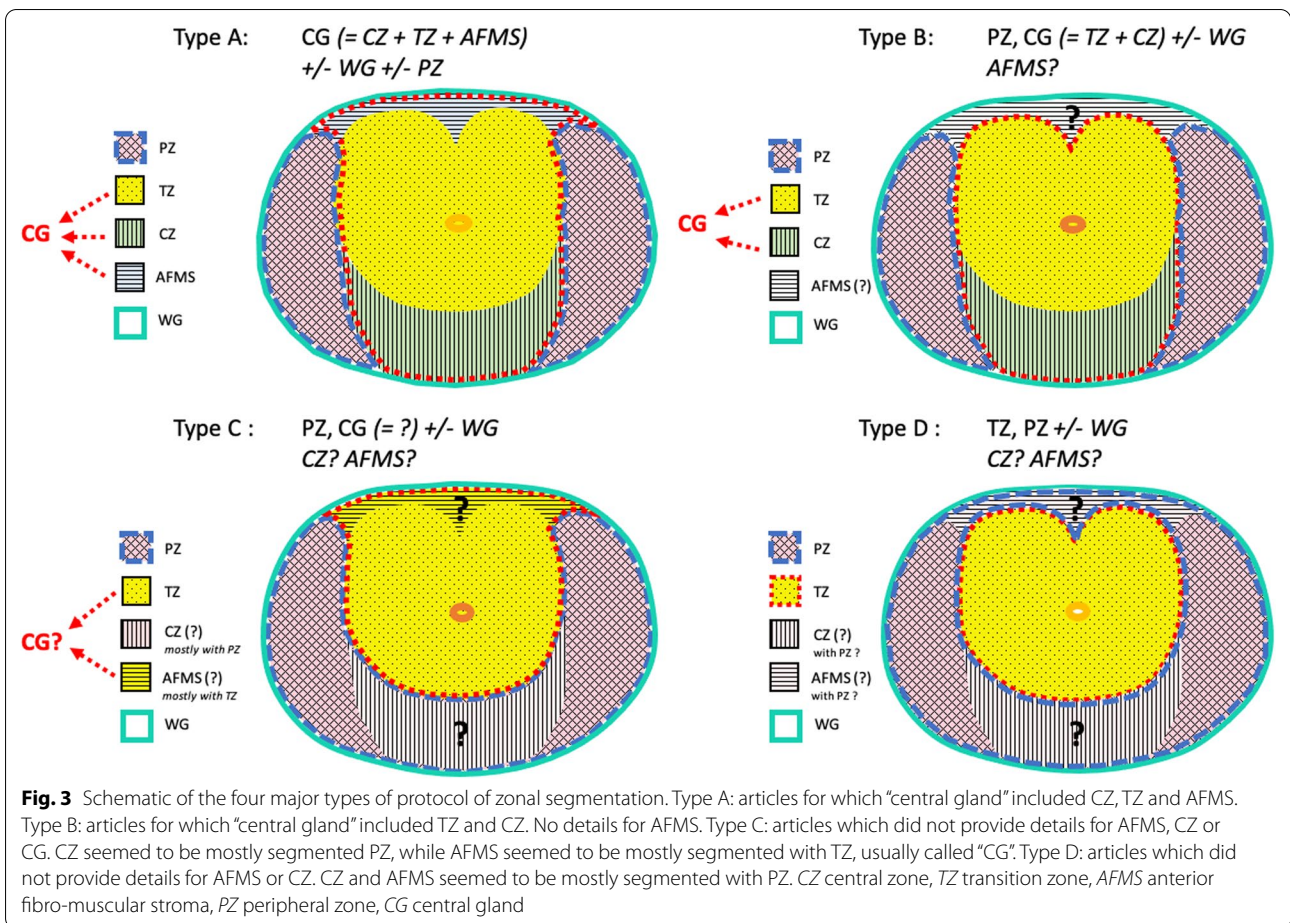 Type A: CG (= CZ + TZ + AFMS)
+/- WG +/- PZ
PZ
TZ
CG
CZ
AFMS
WG
Type B: PZ, CG (= TZ + CZ) +/- WG
AFMS?
?
PZ
TZ
CG
CZ
AFMS (?)
WG
Type C : PZ, CG (= ?) +/- WG
CZ? AFMS?
?
PZ
TZ
CG?
CZ (?)
mostly with PZ
AFMS (?)
mostly with TZ
WG
?
Type D : TZ, PZ +/- WG
CZ? AFMS?
?
PZ
TZ
CZ (?)
with PZ ?
AFMS (?)
with PZ ?
WG
?
Fig. 3 Schematic of the four major types of protocol of zonal segmentation. Type A: articles for which “central gland” included CZ, TZ and AFMS.
Type B: articles for which “central gland” included TZ and CZ. No details for AFMS. Type C: articles which did not provide details for AFMS, CZ or
CG. CZ seemed to be mostly segmented PZ, while AFMS seemed to be mostly segmented with TZ, usually called “CG”. Type D: articles which did
not provide details for AFMS or CZ. CZ and AFMS seemed to be mostly segmented with PZ. CZ central zone, TZ transition zone, AFMS anterior
fibro-muscular stroma, PZ peripheral zone, CG central gland